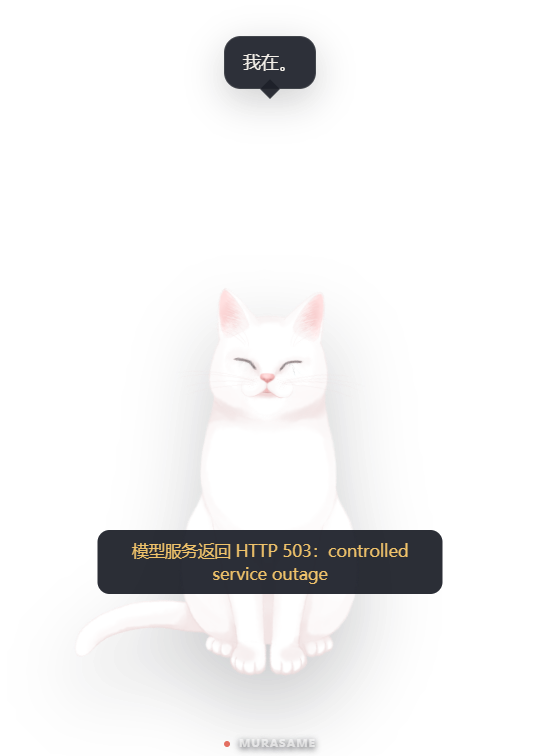 我在。
模型服务返回 HTTP 503：controlled
service outage
MURASAME